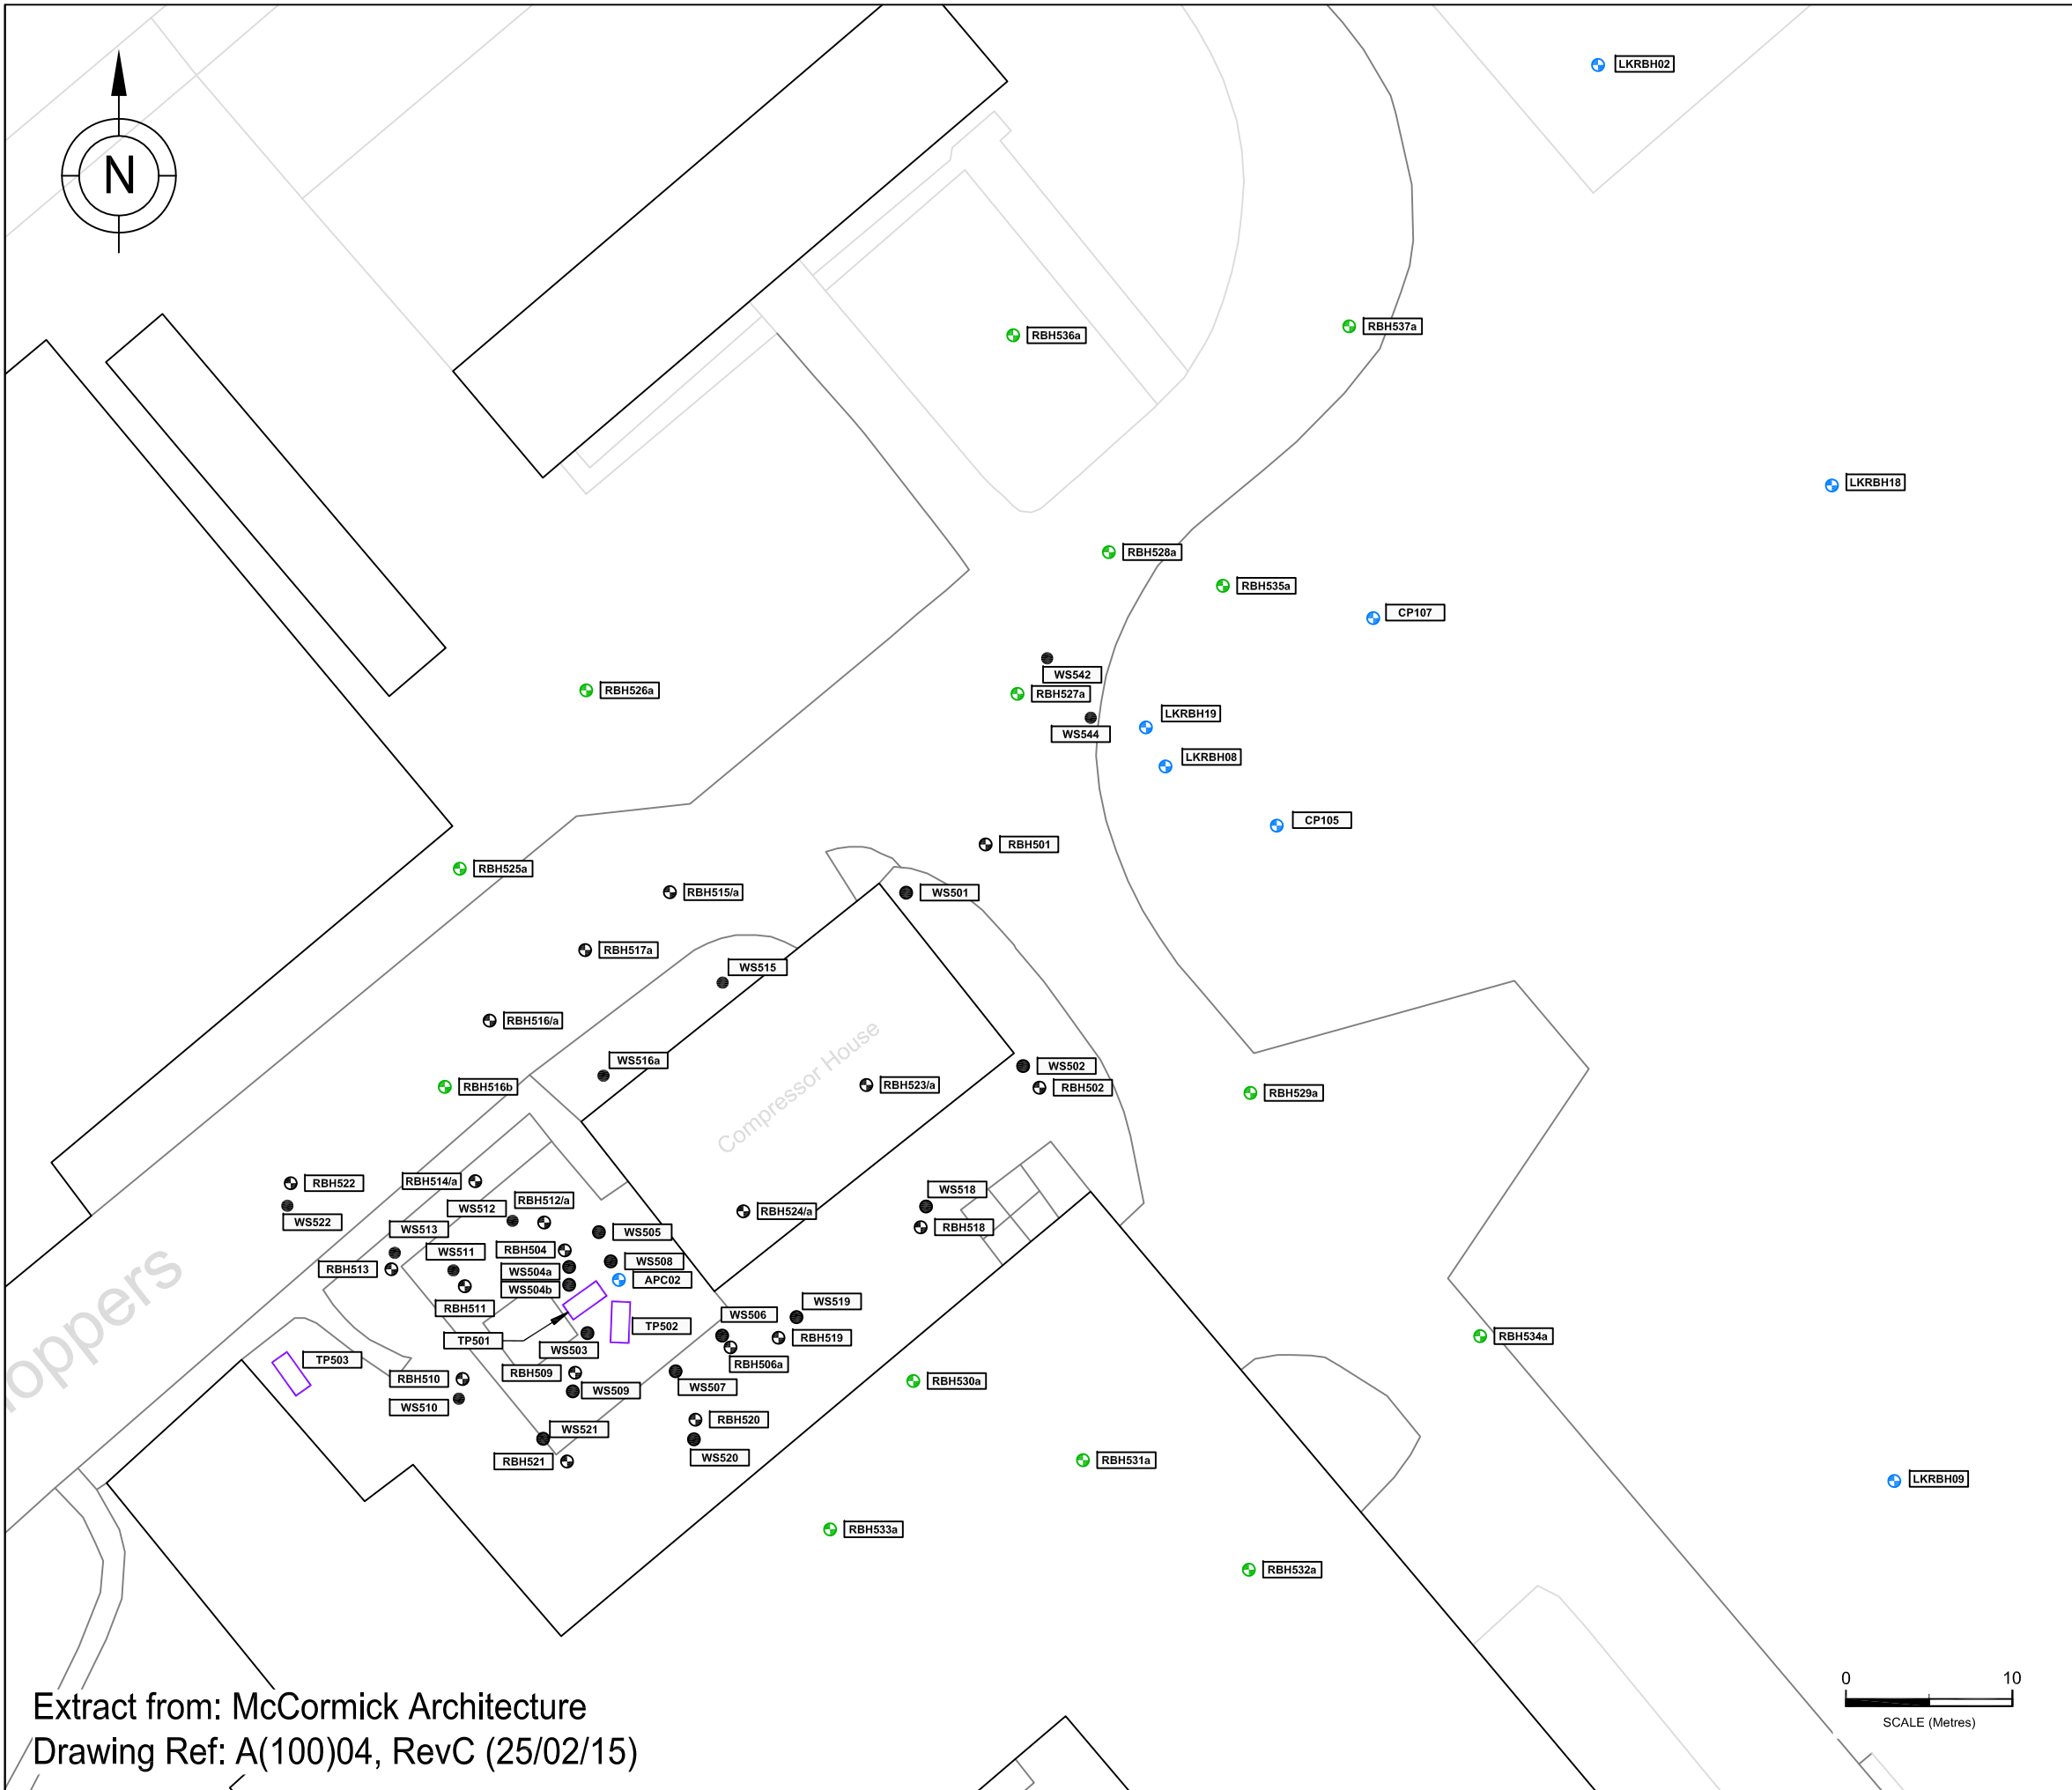 LKRBH02
N
RBH537a
RBH536a
LKRBH18
RBH528a
RBH535a
CP107
WS542
RBH526a
RBH527a
LKRBH19
WS544
LKRBH08
CP105
RBH501
RBH525a
RBH515/a
WS501
RBH517a
WS515
RBH516/a
Compressor House
WS516a
WS502
RBH523/a
RBH516b
RBH502
RBH529a
RBH522
RBH514/a
WS518
RBH512/a
WS512
RBH524/a
WS522
WS513
RBH518
WS505
WS511
RBH504
WS508
RBH513
WS504a
APC02
WS504b
WS519
RBH511
WS506
TP502
RBH534a
TP501
RBH519
WS503
TP503
RBH506a
RBH509
RBH510
RBH530a
WS507
WS509
WS510
RBH520
WS521
WS520
RBH531a
RBH521
oppers
LKRBH09
RBH533a
RBH532a
0 10
SCALE (Metres)
Extract from: McCormick Architecture
Drawing Ref: A(100)04, RevC (25/02/15)